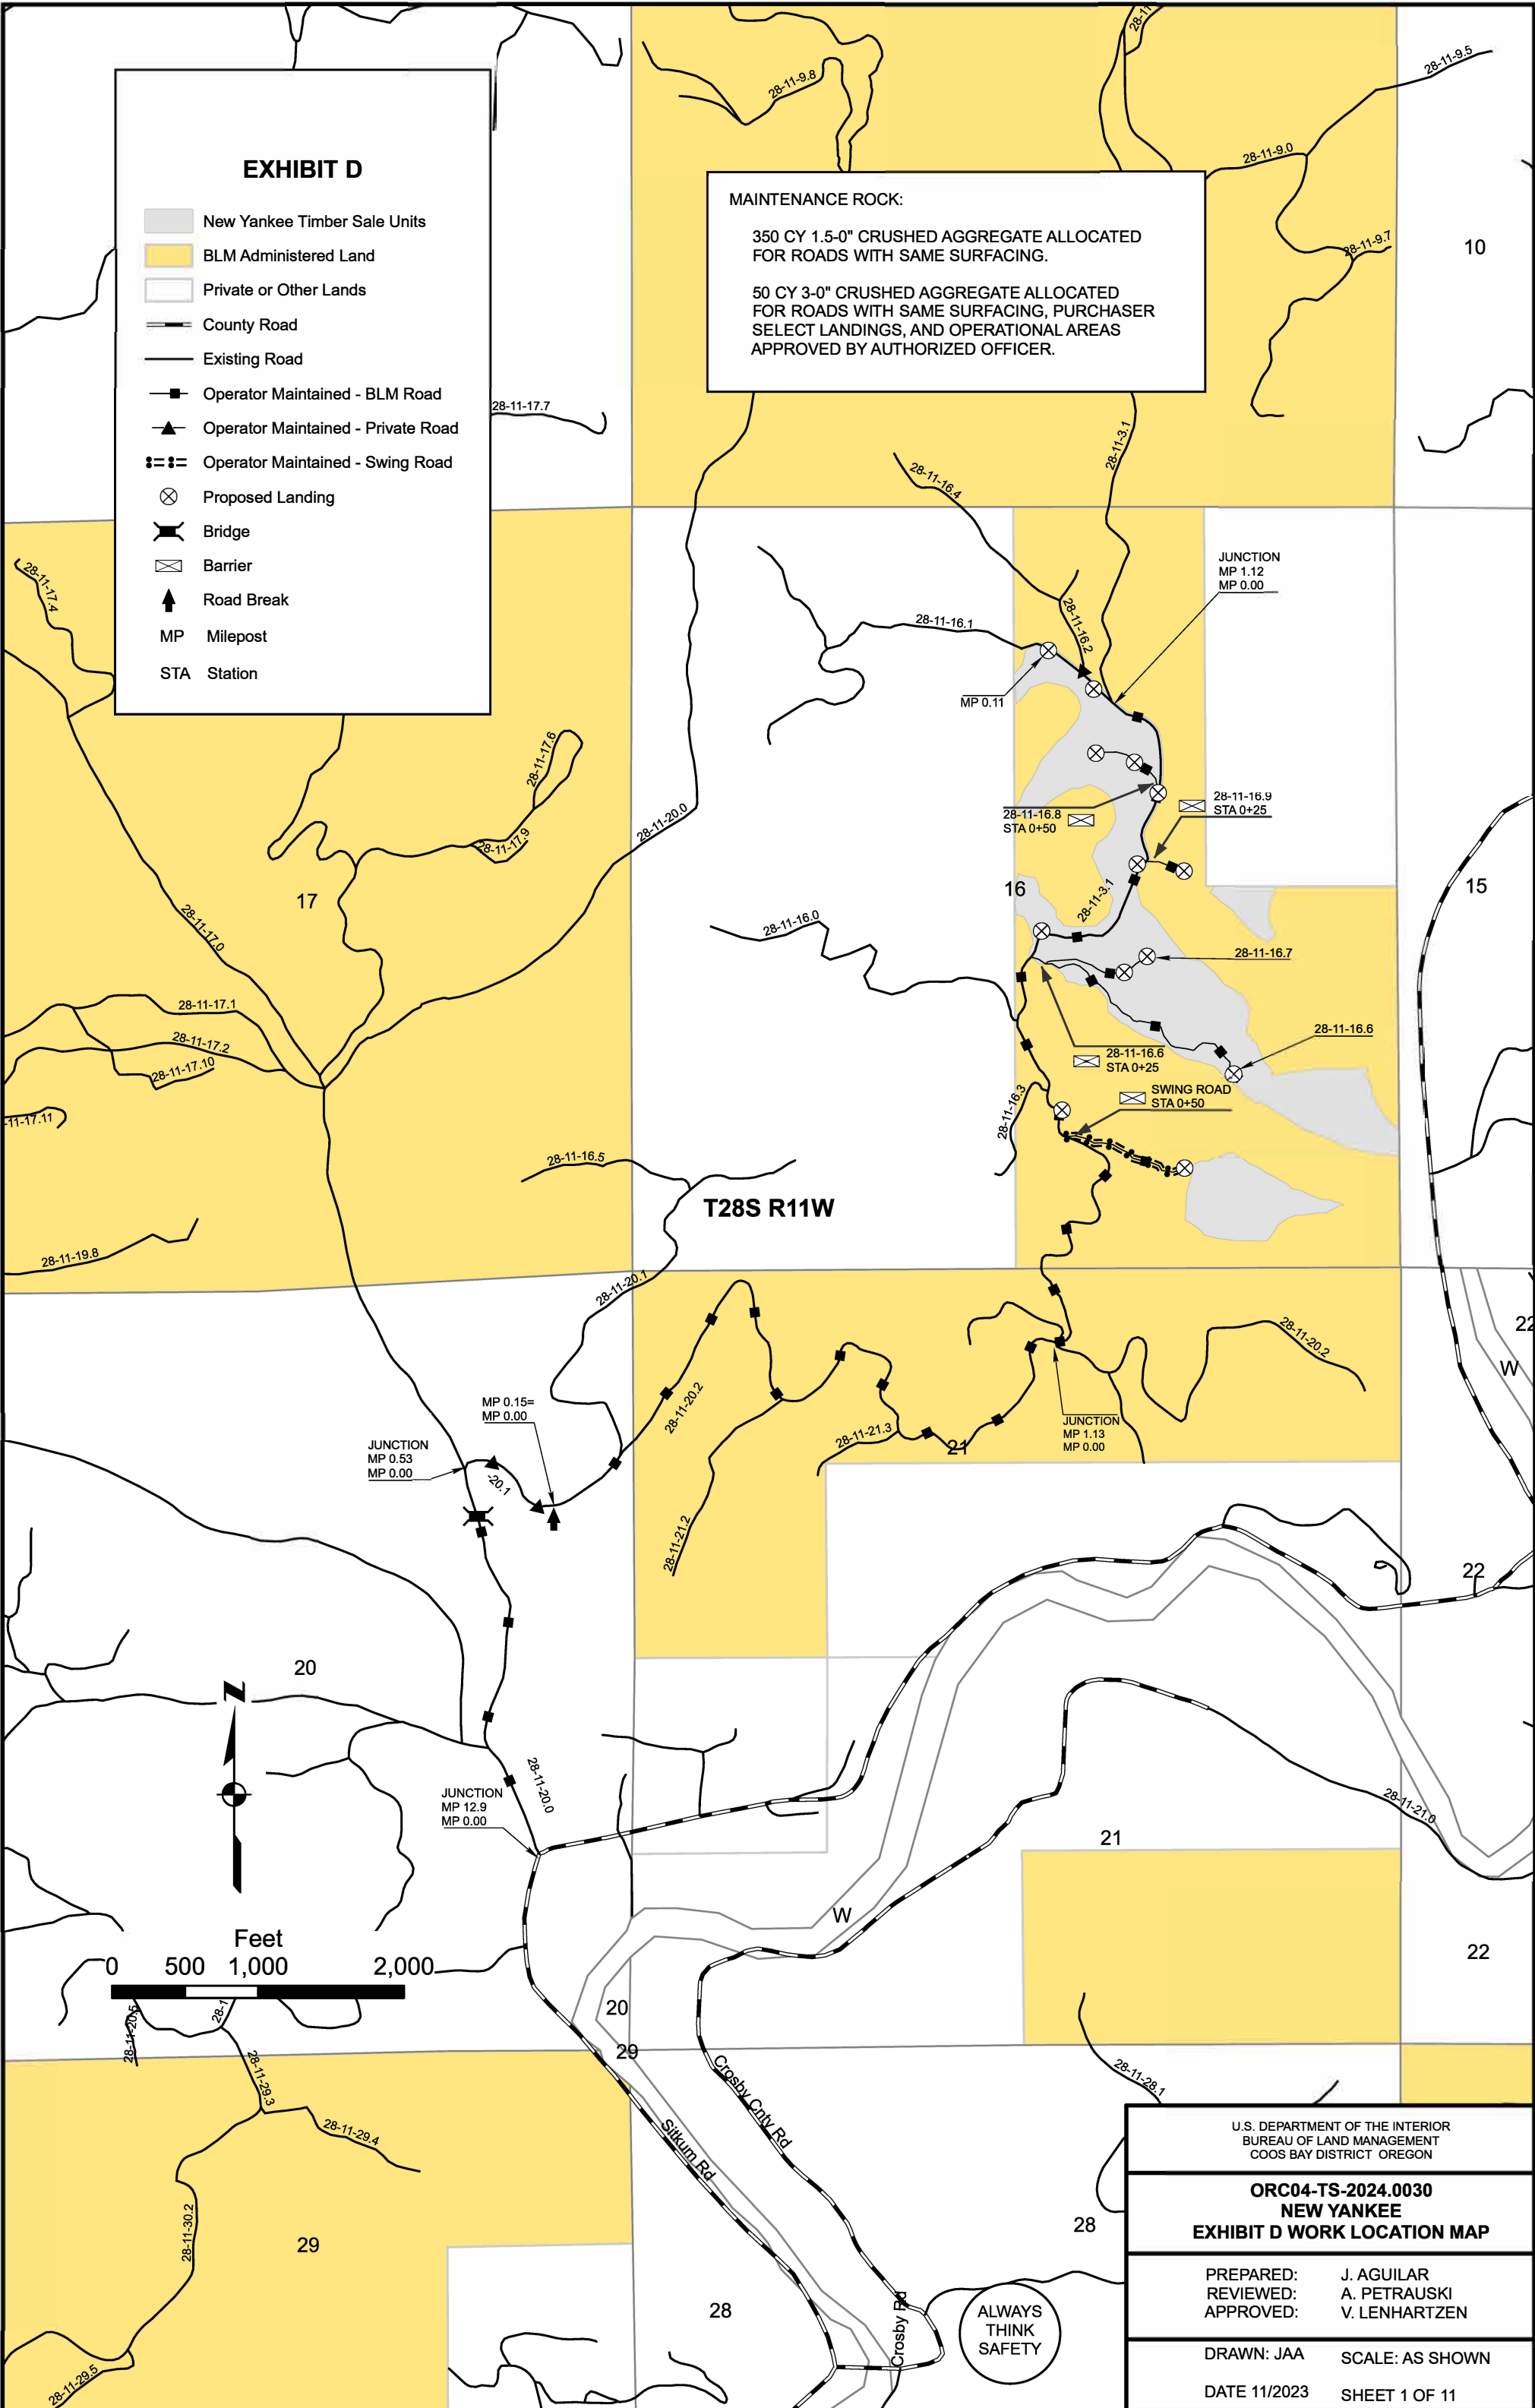 EXHIBIT D
New Yankee Timber Sale Units
BLM Administered Land
Private or Other Lands
County Road
Existing Road
Operator Maintained - BLM Road
Operator Maintained - Private Road
Operator Maintained - Swing Road
Proposed Landing
Bridge
Barrier
Road Break
MP Milepost
STA Station
MAINTENANCE ROCK:
350 CY 1.5-0" CRUSHED AGGREGATE ALLOCATED
FOR ROADS WITH SAME SURFACING.
50 CY 3-0" CRUSHED AGGREGATE ALLOCATED
FOR ROADS WITH SAME SURFACING, PURCHASER
SELECT LANDINGS, AND OPERATIONAL AREAS
APPROVED BY AUTHORIZED OFFICER.
28-11-9.8
28-11-9.5
28-11-9.0
28-11-9.7
10
28-11-17.7
28-11-3.1
28-11-16.4
JUNCTION
MP 1.12
MP 0.00
28-11-17.4
28-11-16.1
28-11-16.2
MP 0.11
28-11-17.6
28-11-16.9
STA 0+25
28-11-16.8
STA 0+50
28-11-20.0
28-11-17.9
17
16
28-11-3.1
15
28-11-17.0
28-11-16.0
28-11-16.7
28-11-17.1
28-11-17.2
28-11-17.10
28-11-16.6
28-11-16.6
STA 0+25
-11-17.11
28-11-16.3
SWING ROAD
STA 0+50
28-11-16.5
T28S R11W
28-11-19.8
28-11-20.1
28-11-20.2
22
W
MP 0.15=
MP 0.00
28-11-20.2
JUNCTION
MP 0.53
MP 0.00
-20.1
28-11-21.3
21
JUNCTION
MP 1.13
MP 0.00
28-11-21.2
22
20
N
28-11-20.0
JUNCTION
MP 12.9
MP 0.00
28-11-21.0
21
W
Feet
0 500 1,000 2,000
22
20
29
28-11-20.5
28-1
28-11-29.3
28-11-29.4
Crosby Cnty Rd
Sitkum Rd
28-11-28.1
28-11-30.2
29
28
28
28-11-29.5
Crosby Rd
ALWAYS
THINK
SAFETY
U.S. DEPARTMENT OF THE INTERIOR
BUREAU OF LAND MANAGEMENT
COOS BAY DISTRICT OREGON
ORC04-TS-2024.0030
NEW YANKEE
EXHIBIT D WORK LOCATION MAP
PREPARED: J. AGUILAR
REVIEWED: A. PETRAUSKI
APPROVED: V. LENHARTZEN
DRAWN: JAA SCALE: AS SHOWN
DATE 11/2023 SHEET 1 OF 11